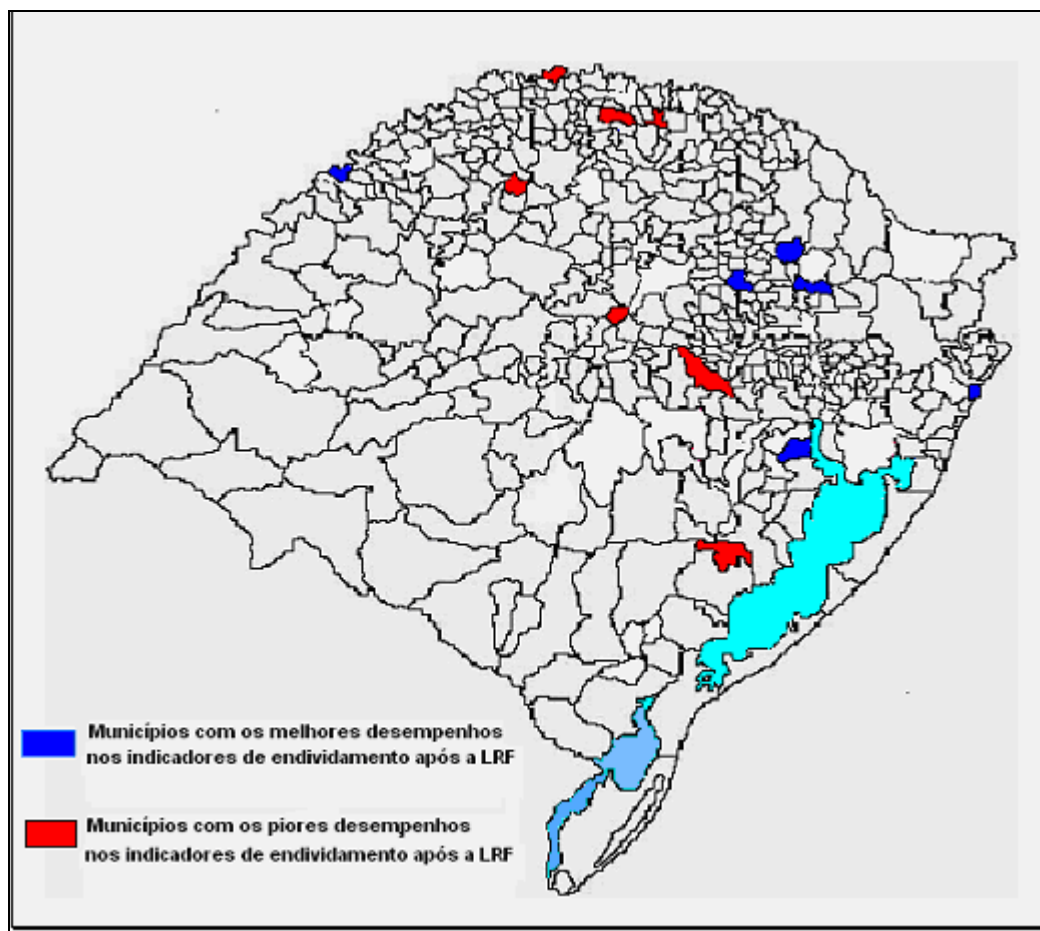 Municípios com os melhores desempenhos
nos indicadores de endividamento após a LRF
Municípios com os piores desempenhos
nos indicadores de endividamento após a LRF